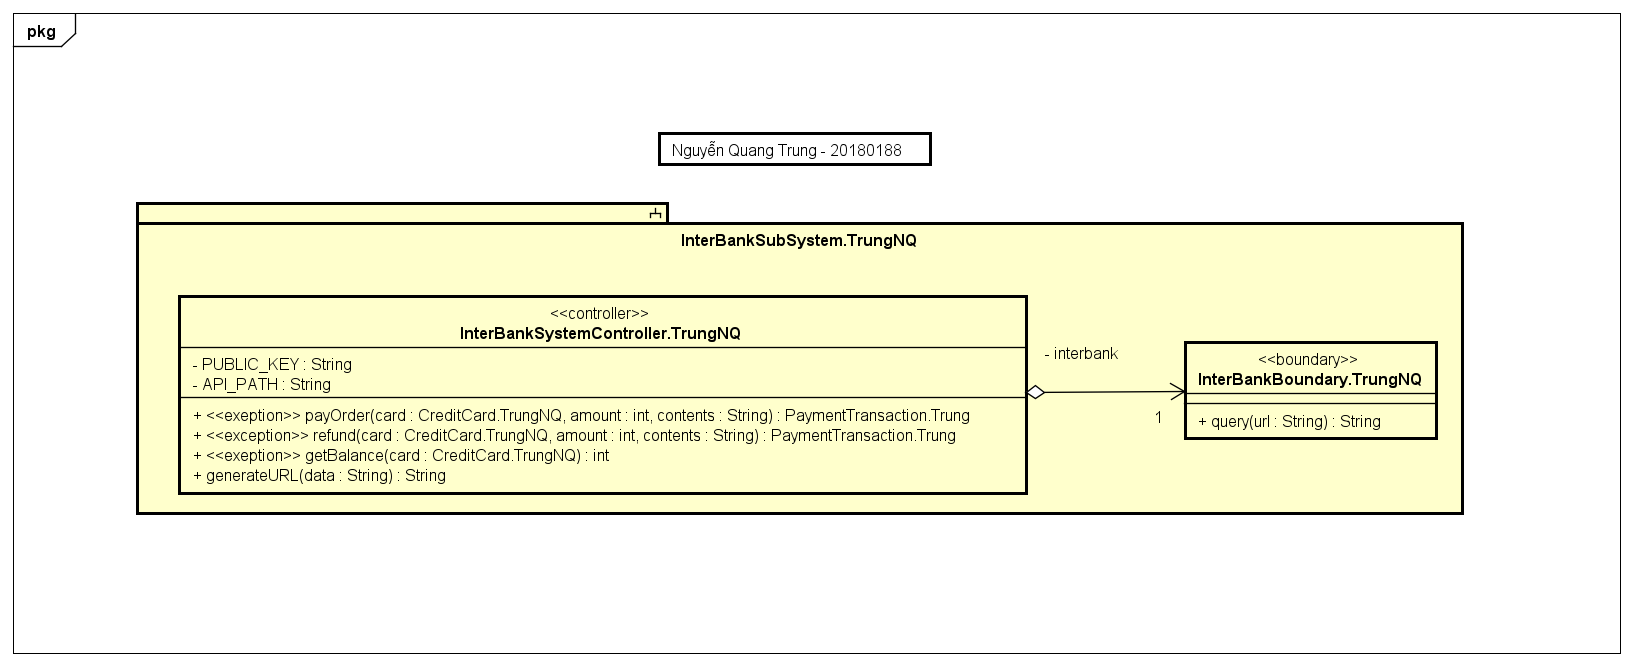 pkg
Nguyễn Quang Trung - 20180188
InterBankSubSystem.TrungNQ
<<controller>>
InterBankSystemController.TrungNQ
- PUBLIC_KEY : String
- API_PATH : String
+ <<exeption>> payOrder(card : CreditCard.TrungNQ, amount : int, contents : String) : PaymentTransaction.Trung
+ <<exception>> refund(card : CreditCard.TrungNQ, amount : int, contents : String) : PaymentTransaction.Trung
+ <<exeption>> getBalance(card : CreditCard.TrungNQ) : int
+ generateURL(data : String) : String
- interbank
1
<<boundary>>
InterBankBoundary.TrungNQ
+ query(url : String) : String